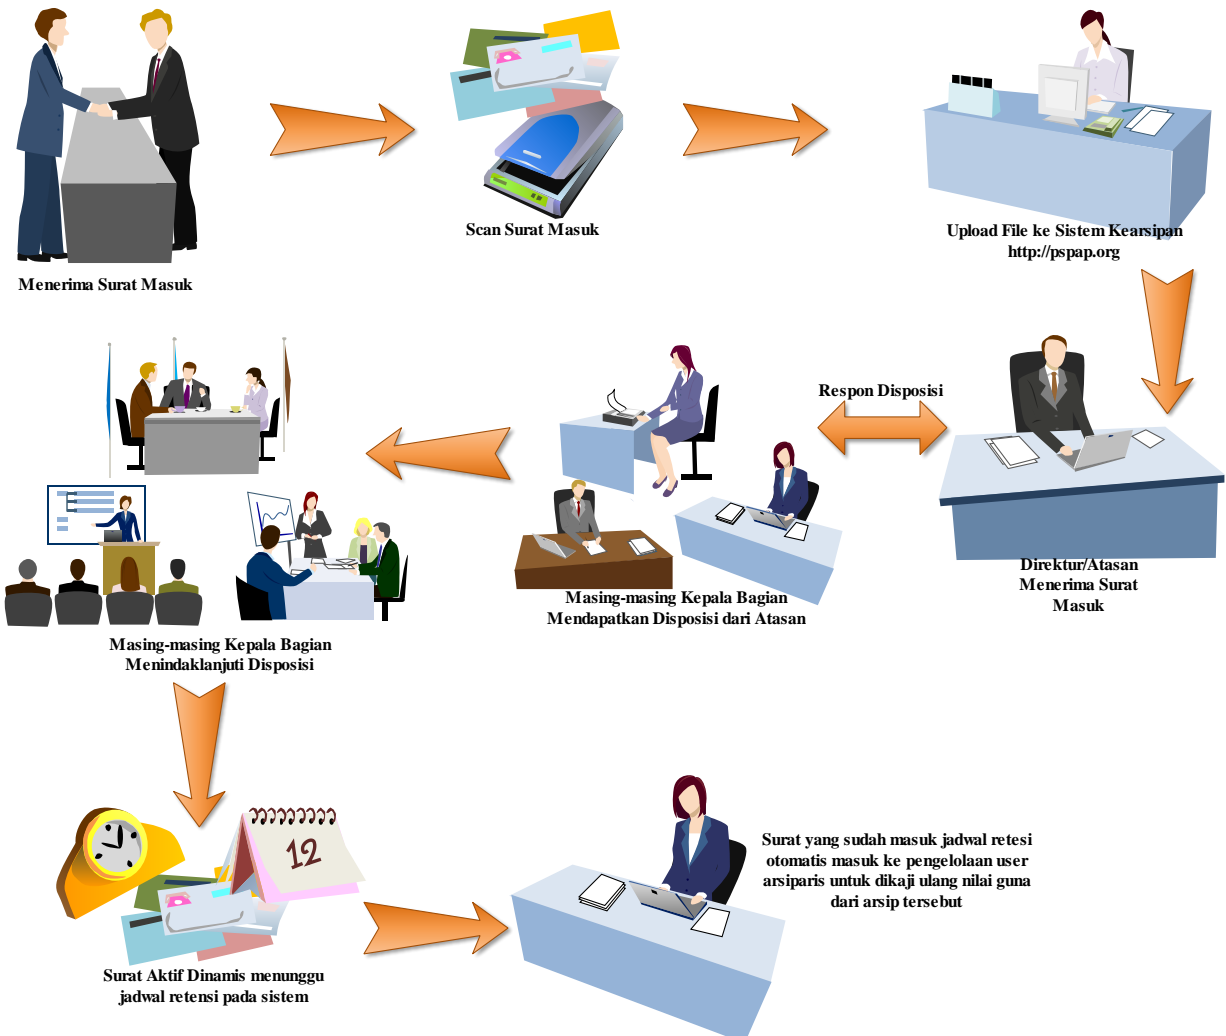 Menerima Surat Masuk
Scan Surat Masuk
Upload File ke Sistem Kearsipan
http://pspap.org
Direktur/Atasan
Menerima Surat
Masuk
Respon Disposisi
Masing-masing Kepala Bagian
Mendapatkan Disposisi dari Atasan
Masing-masing Kepala Bagian
Menindaklanjuti Disposisi
12
Surat Aktif Dinamis menunggu
jadwal retensi pada sistem
Surat yang sudah masuk jadwal retesi
otomatis masuk ke pengelolaan user
arsiparis untuk dikaji ulang nilai guna
dari arsip tersebut